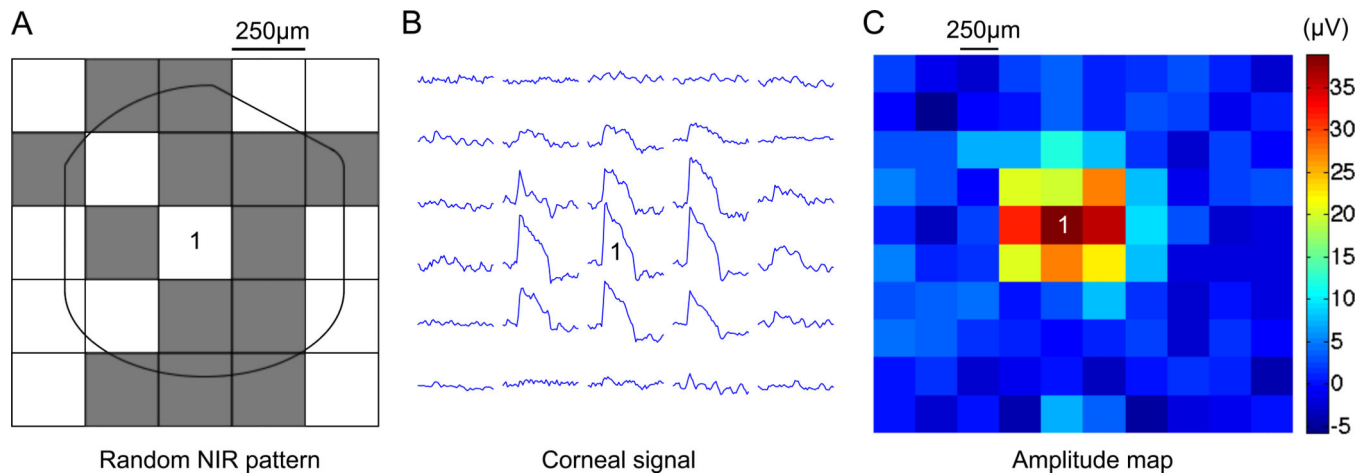 A
250µm
B
C
250µm
(µV)
1
1
1
35
30
25
20
15
10
5
0
-5
Random NIR pattern
Corneal signal
Amplitude map